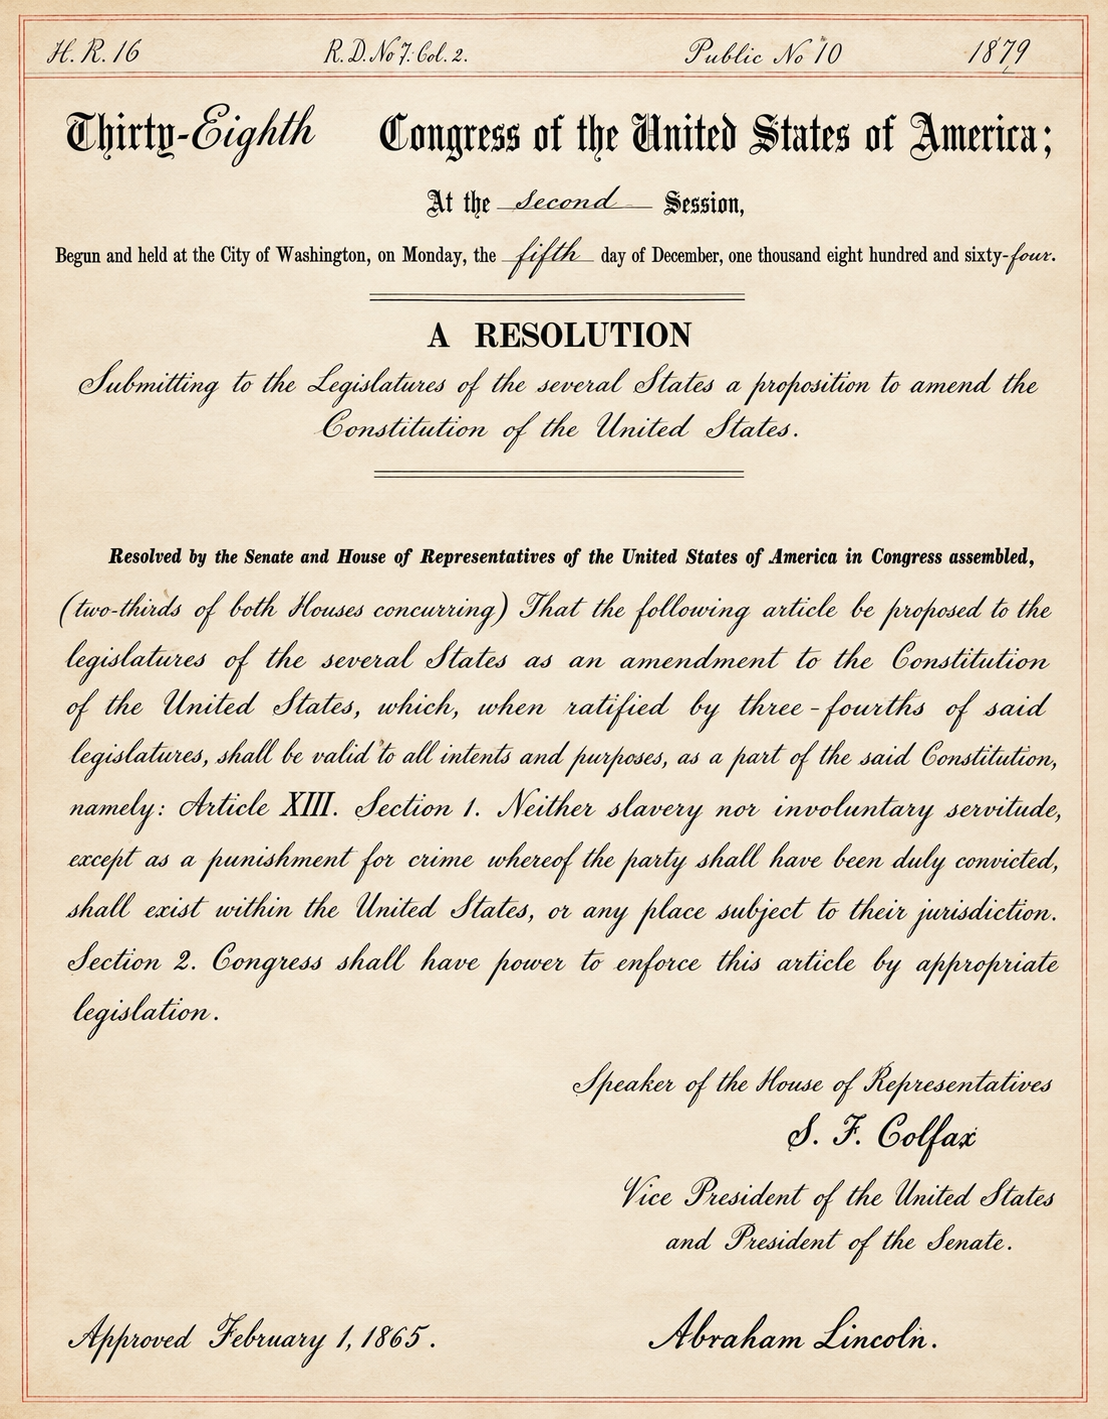 H. R. 16 R. D. No 7: Col. 2. Public No 10 1879
Thirty-Eighth Congress of the United States of America;
At the Second Session,
Begun and held at the City of Washington, on Monday, the fifth day of December, one thousand eight hundred and sixty-four.
A RESOLUTION
Submitting to the Legislatures of the several States a proposition to amend the
Constitution of the United States.
Resolved by the Senate and House of Representatives of the United States of America in Congress assembled,
(two-thirds of both Houses concurring) That the following article be proposed to the
legislatures of the several States as an amendment to the Constitution
of the United States, which, when ratified by three-fourths of said
legislatures, shall be valid to all intents and purposes, as a part of the said Constitution,
namely: Article XIII. Section 1. Neither slavery nor involuntary servitude,
except as a punishment for crime whereof the party shall have been duly convicted,
shall exist within the United States, or any place subject to their jurisdiction.
Section 2. Congress shall have power to enforce this article by appropriate
legislation.
Speaker of the House of Representatives
S. F. Colfax
Vice President of the United States
and President of the Senate.
Approved February 1, 1865. Abraham Lincoln.